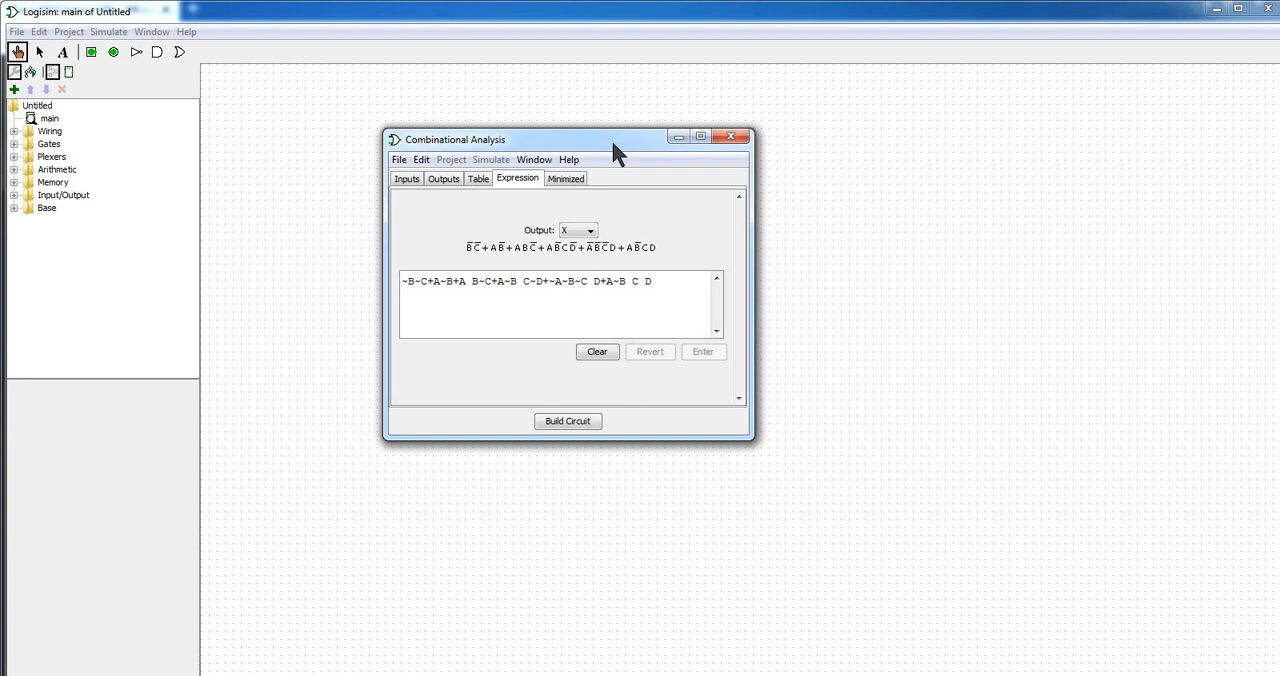 Logisim: main of Untitled
File Edit Project Simulate Window Help
A
Untitled
main
Wiring
Gates
Plexers
Arithmetic
Memory
Input/Output
Base
Combinational Analysis
File Edit Project Simulate Window Help
Inputs Outputs Table Expression Minimized
Output: X
B̅ C̅ + A B̅ + A B C̅ + A B̅ C D̅ + A̅ B̅ C̅ D + A B̅ C D
~B~C+A~B+A B~C+A~B C~D+~A~B~C D+A~B C D
Clear Revert Enter
Build Circuit